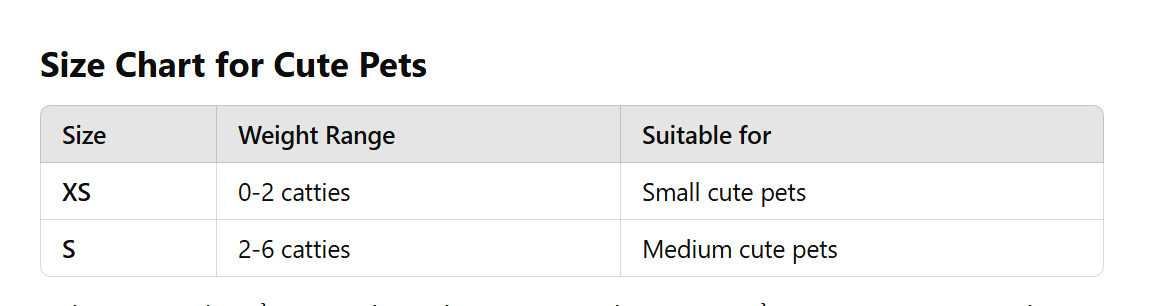 Size Chart for Cute Pets
Size Weight Range Suitable for
XS 0-2 catties Small cute pets
S 2-6 catties Medium cute pets